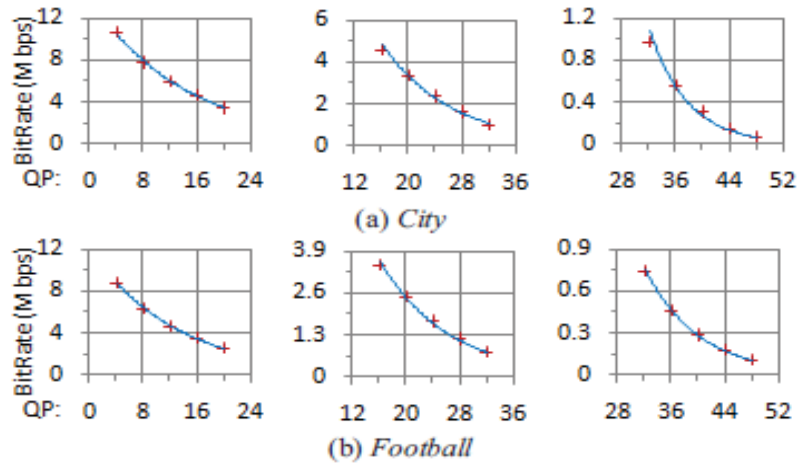 12
8
4
0
BitRate (M bps)
QP: 0 8 16 24
6
4
2
0
12 20 28 36
1.2
0.8
0.4
0
28 36 44 52
(a) City
12
8
4
0
BitRate (M bps)
QP: 0 8 16 24
3.9
2.6
1.3
0
12 20 28 36
0.9
0.6
0.3
0
28 36 44 52
(b) Football